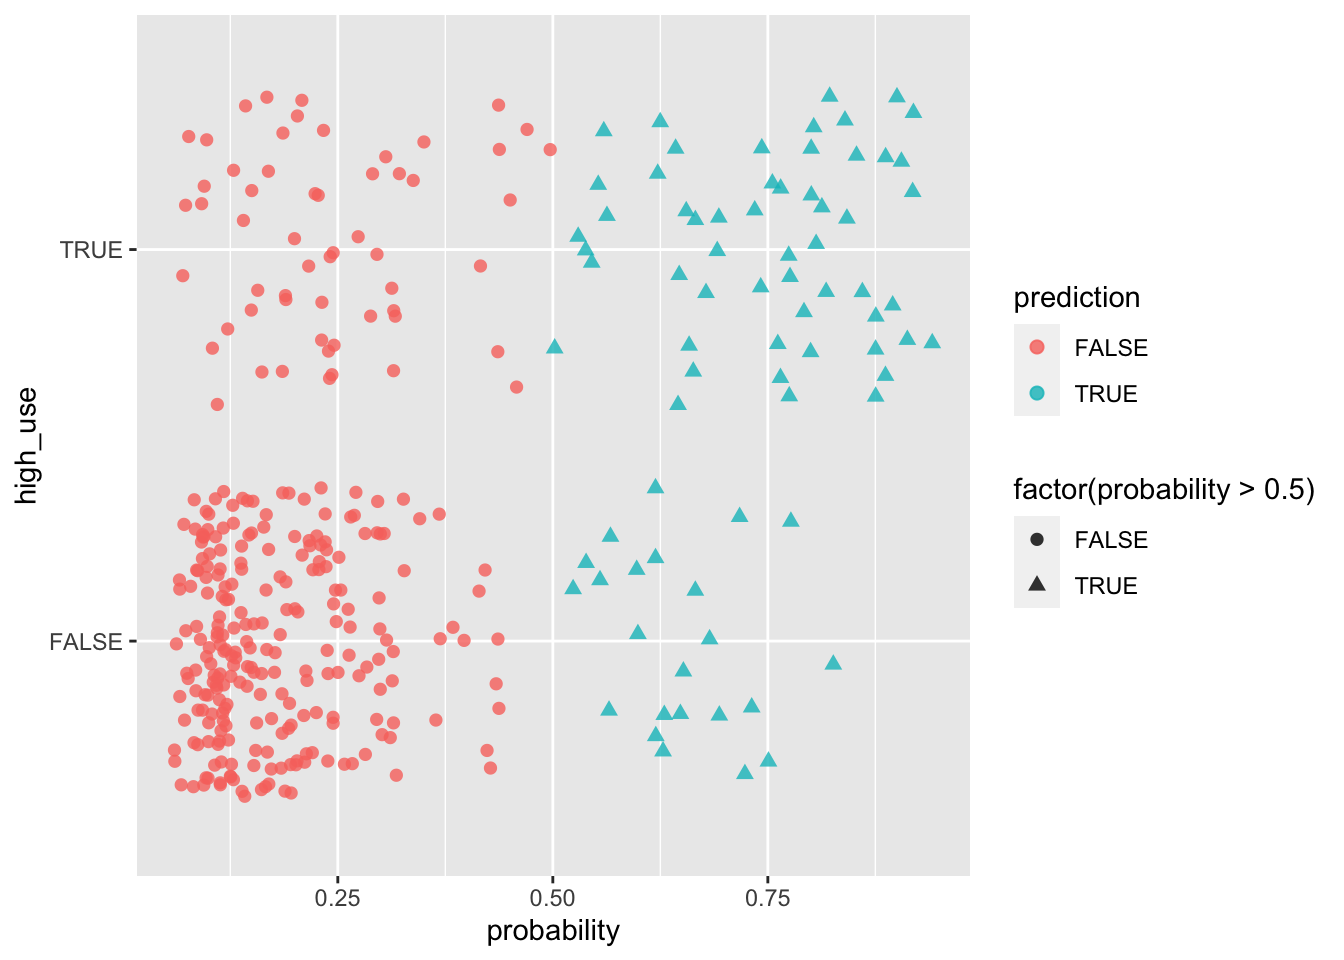 TRUE
FALSE
high_use
0.25
0.50
0.75
probability
prediction
FALSE
TRUE
factor(probability > 0.5)
FALSE
TRUE